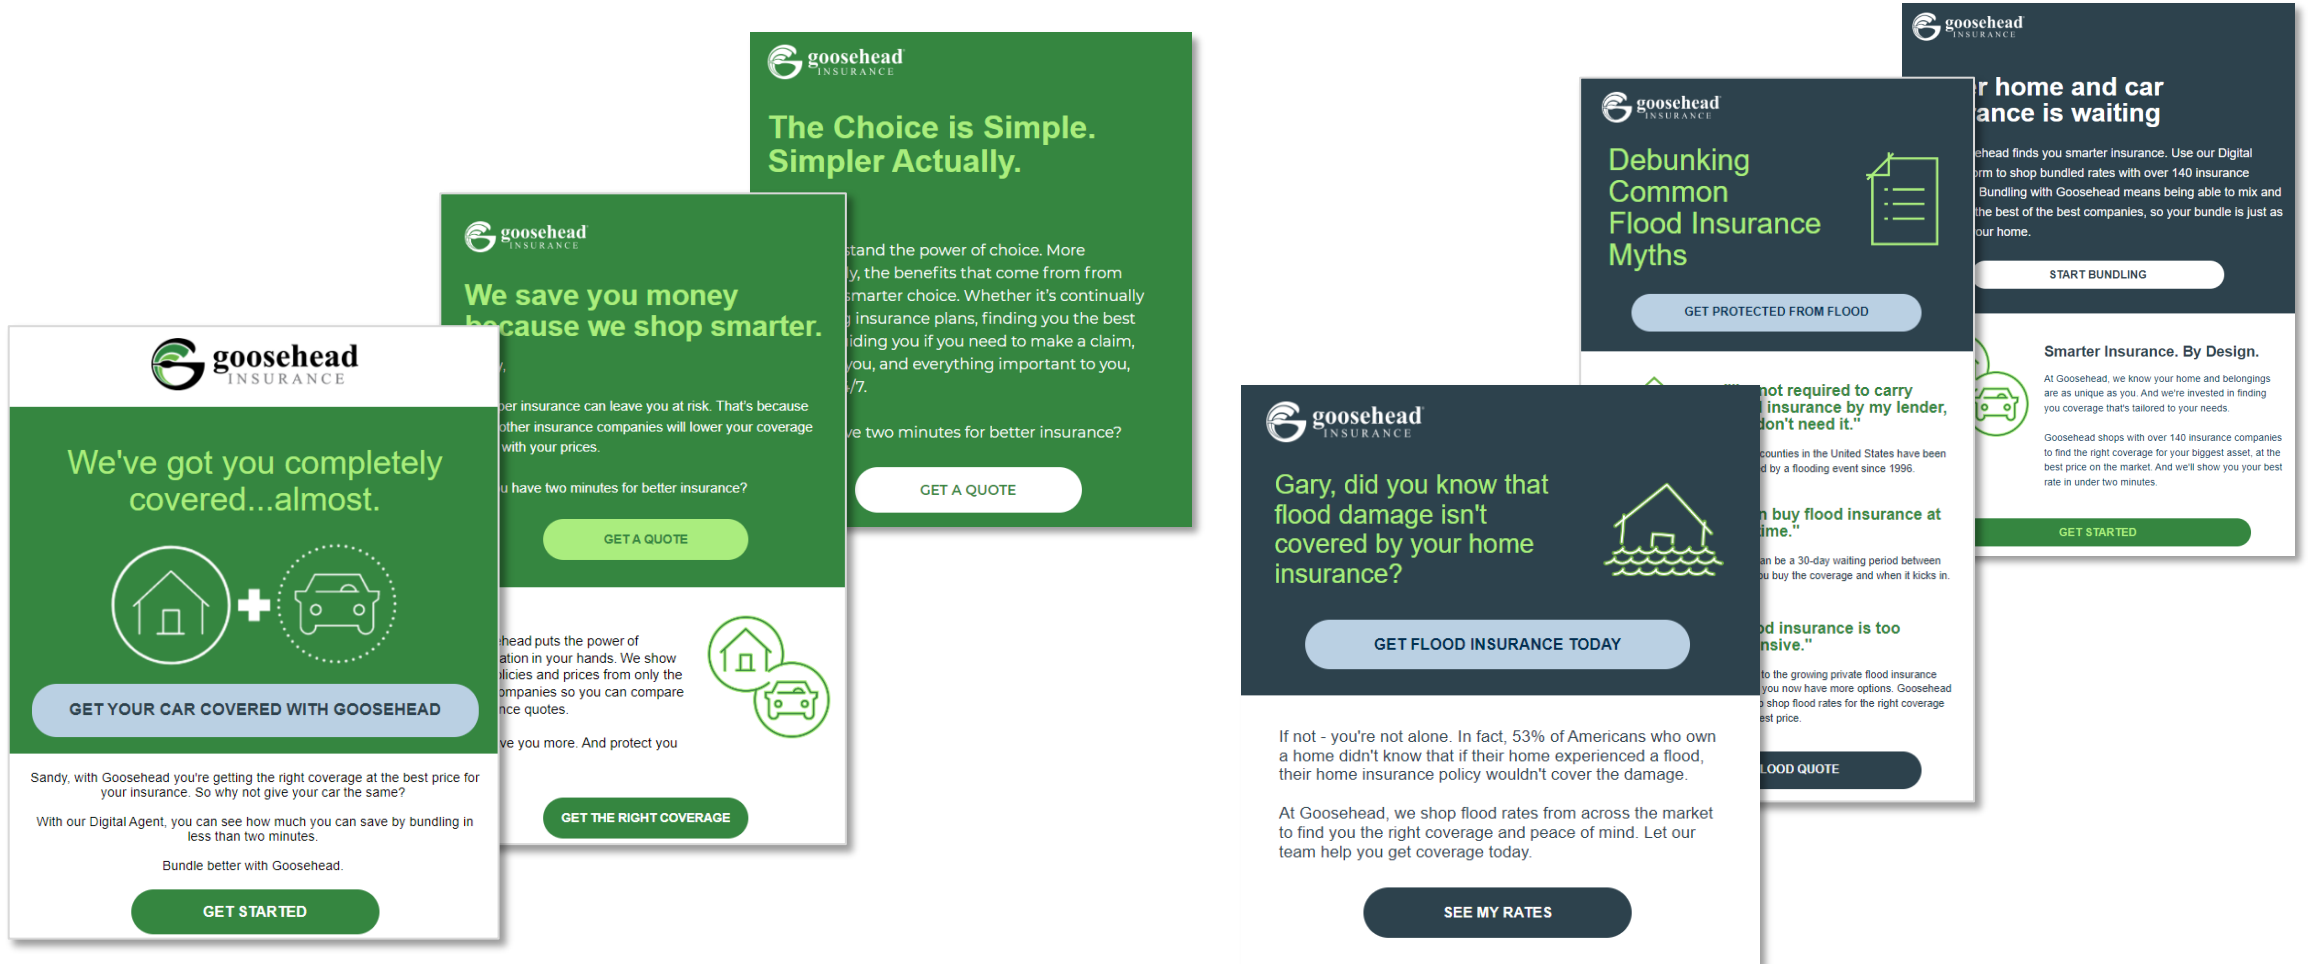 goosehead
INSURANCE
We've got you completely
covered...almost.
GET YOUR CAR COVERED WITH GOOSEHEAD
Sandy, with Goosehead you're getting the right coverage at the best price for
your insurance. So why not give your car the same?
With our Digital Agent, you can see how much you can save by bundling in
less than two minutes.
Bundle better with Goosehead.
GET STARTED
goosehead
INSURANCE
We save you money
because we shop smarter.
insurance can leave you at risk. That's because
other insurance companies will lower your coverage
with your prices.
have two minutes for better insurance?
GET A QUOTE
puts the power of
in your hands. We show
and prices from only the
so you can compare
quotes.
you more. And protect you
GET THE RIGHT COVERAGE
goosehead
INSURANCE
The Choice is Simple.
Simpler Actually.
the power of choice. More
the benefits that come from from
smarter choice. Whether it's continually
insurance plans, finding you the best
you if you need to make a claim,
you, and everything important to you,
/7.
two minutes for better insurance?
GET A QUOTE
goosehead
INSURANCE
Gary, did you know that
flood damage isn't
covered by your home
insurance?
GET FLOOD INSURANCE TODAY
If not - you're not alone. In fact, 53% of Americans who own
a home didn't know that if their home experienced a flood,
their home insurance policy wouldn't cover the damage.
At Goosehead, we shop flood rates from across the market
to find you the right coverage and peace of mind. Let our
team help you get coverage today.
SEE MY RATES
goosehead
INSURANCE
Debunking
Common
Flood Insurance
Myths
GET PROTECTED FROM FLOOD
not required to carry
insurance by my lender,
don't need it."
counties in the United States have been
by a flooding event since 1996.
buy flood insurance at
time."
be a 30-day waiting period between
you buy the coverage and when it kicks in.
insurance is too
to the growing private flood insurance
you now have more options. Goosehead
shop flood rates for the right coverage
price.
QUOTE
goosehead
INSURANCE
home and car
is waiting
finds you smarter insurance. Use our Digital
to shop bundled rates with over 140 insurance
Bundling with Goosehead means being able to mix and
the best of the best companies, so your bundle is just as
your home.
START BUNDLING
Smarter Insurance. By Design.
At Goosehead, we know your home and belongings
are as unique as you. And we're invested in finding
you coverage that's tailored to your needs.
Goosehead shops with over 140 insurance companies
to find the right coverage for your biggest asset, at the
best price on the market. And we'll show you your best
rate in under two minutes.
GET STARTED